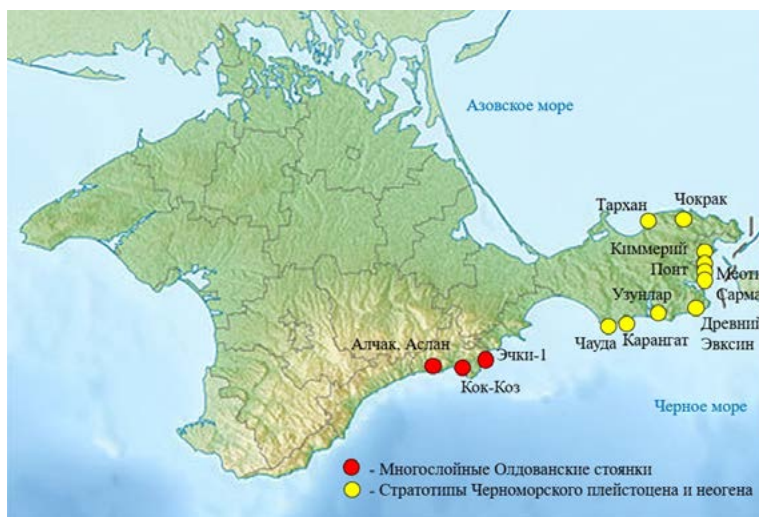 Азовское море
Тархан
Чокрак
Киммерий
Понт
Меоти
Узунлар
Сарма
Древний
Эвксин
Чауда
Карангат
Алчак, Аслан
Эчки-1
Кок-Коз
Черное море
- Многослойные Олдованские стоянки
- Стратотипы Черноморского плейстоцена и неогена